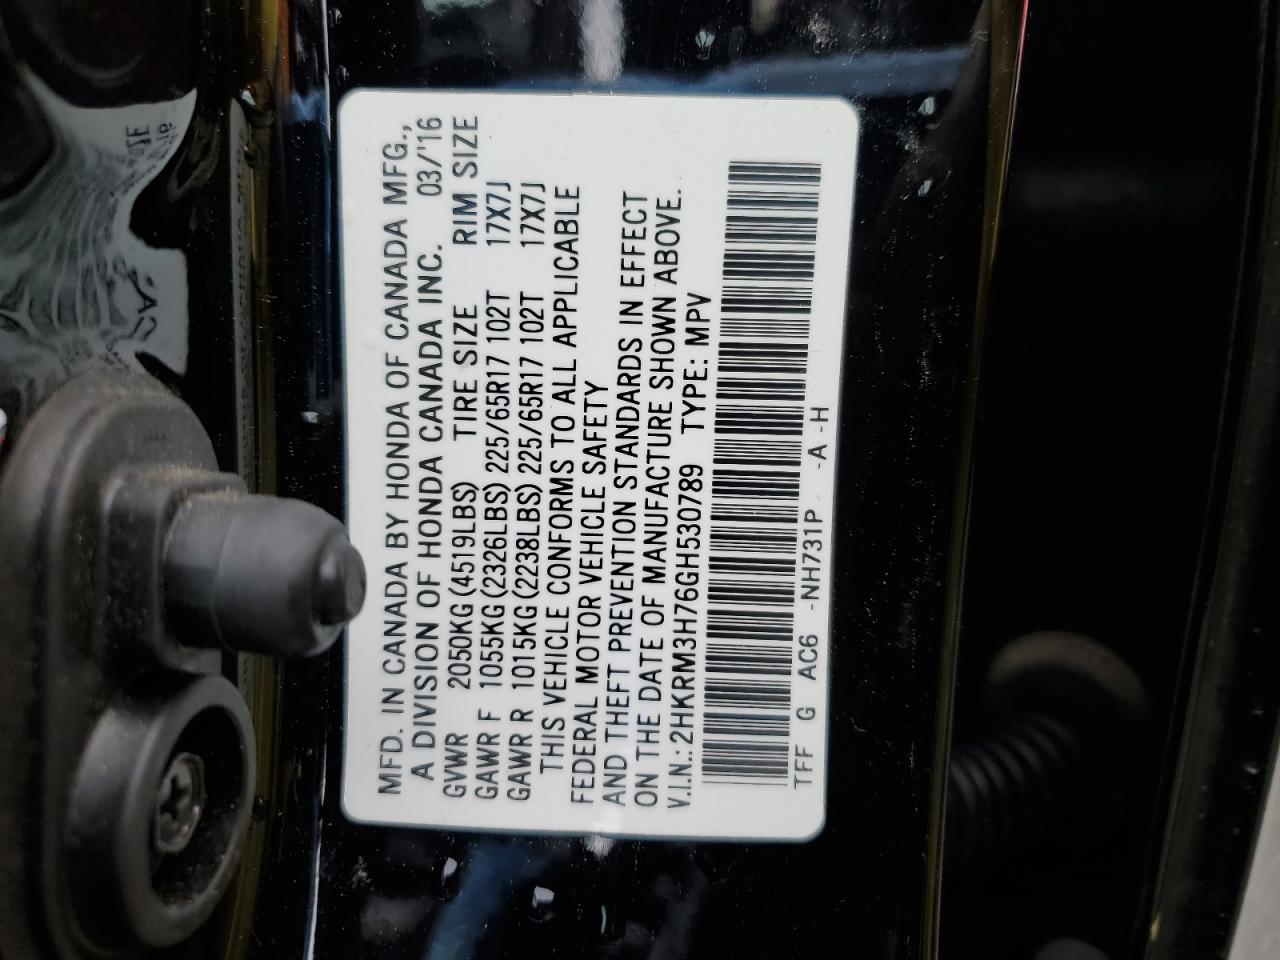 MFD. IN CANADA BY HONDA OF CANADA MFG.,
A DIVISION OF HONDA CANADA INC. 03/'16
GVWR 2050KG(4519LBS) TIRE SIZE RIM SIZE
GAWR F 1055KG(2326LBS) 225/65R17 102T 17X7J
GAWR R 1015KG(2238LBS) 225/65R17 102T 17X7J
THIS VEHICLE CONFORMS TO ALL APPLICABLE
FEDERAL MOTOR VEHICLE SAFETY
AND THEFT PREVENTION STANDARDS IN EFFECT
ON THE DATE OF MANUFACTURE SHOWN ABOVE.
V.I.N.: 2HKRM3H76GH530789 TYPE: MPV
TFF G AC6 -NH731P -A -H